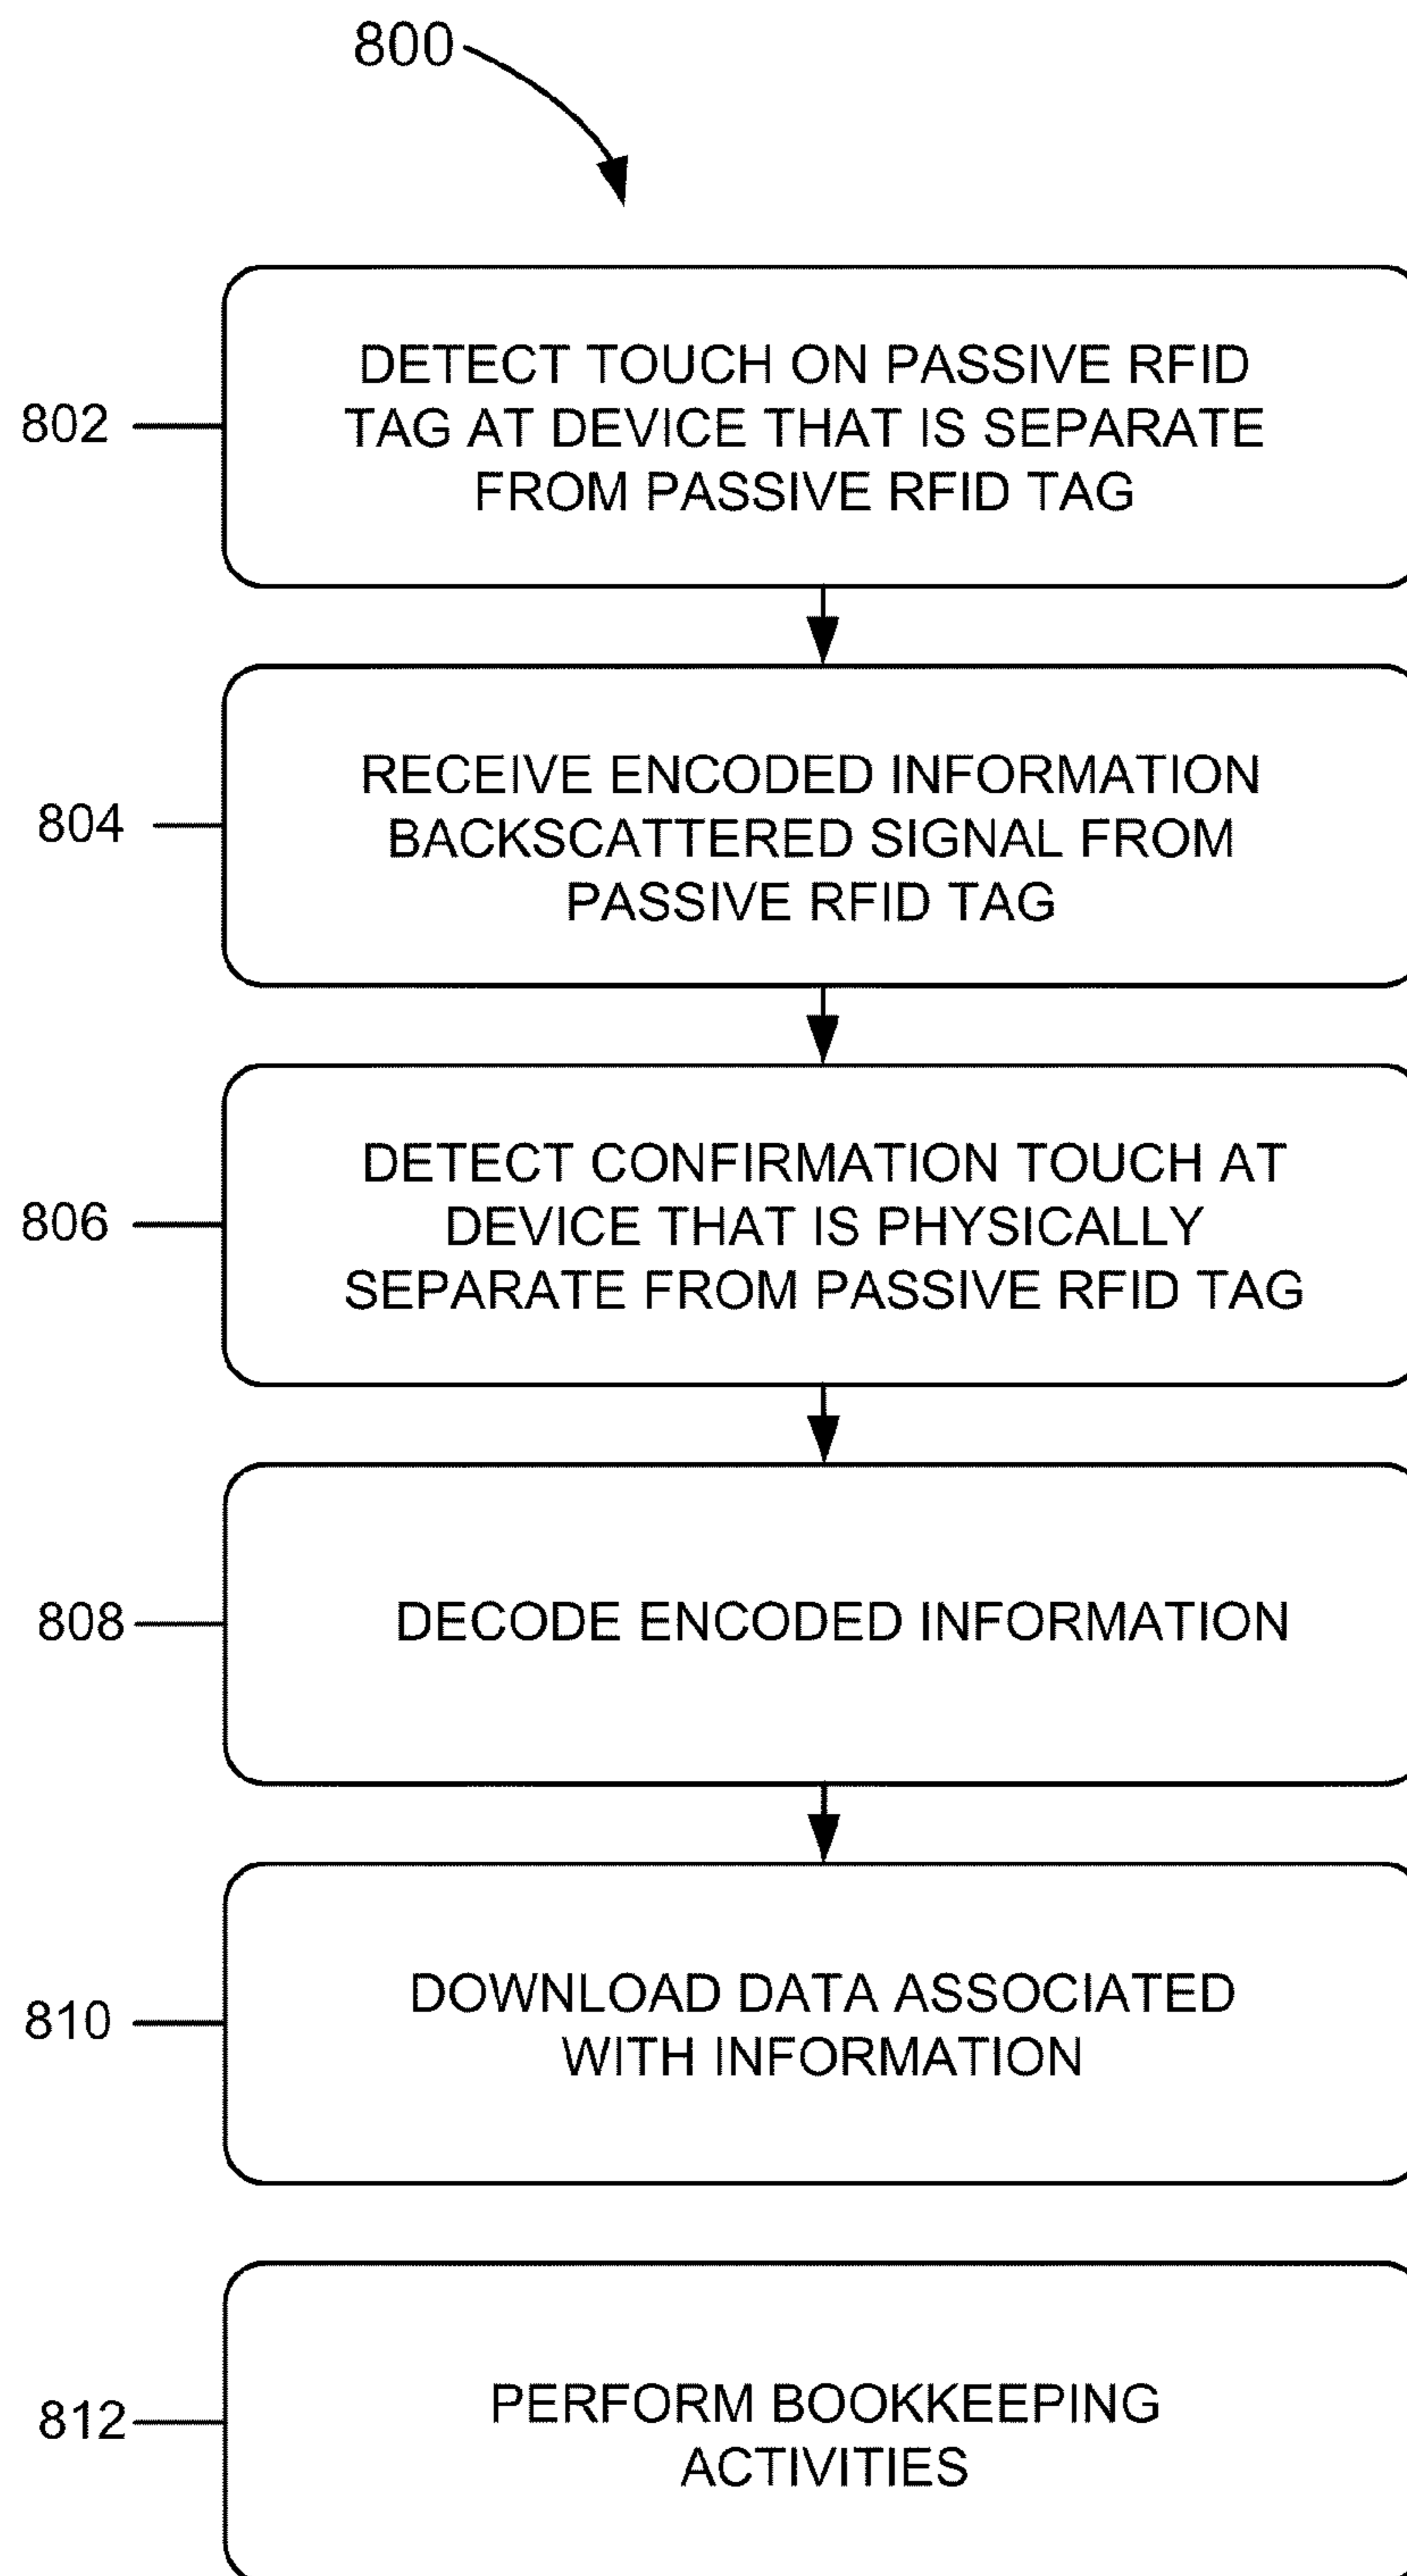 800
802
DETECT TOUCH ON PASSIVE RFID
TAG AT DEVICE THAT IS SEPARATE
FROM PASSIVE RFID TAG
804
RECEIVE ENCODED INFORMATION
BACKSCATTERED SIGNAL FROM
PASSIVE RFID TAG
806
DETECT CONFIRMATION TOUCH AT
DEVICE THAT IS PHYSICALLY
SEPARATE FROM PASSIVE RFID TAG
808
DECODE ENCODED INFORMATION
810
DOWNLOAD DATA ASSOCIATED
WITH INFORMATION
812
PERFORM BOOKKEEPING
ACTIVITIES